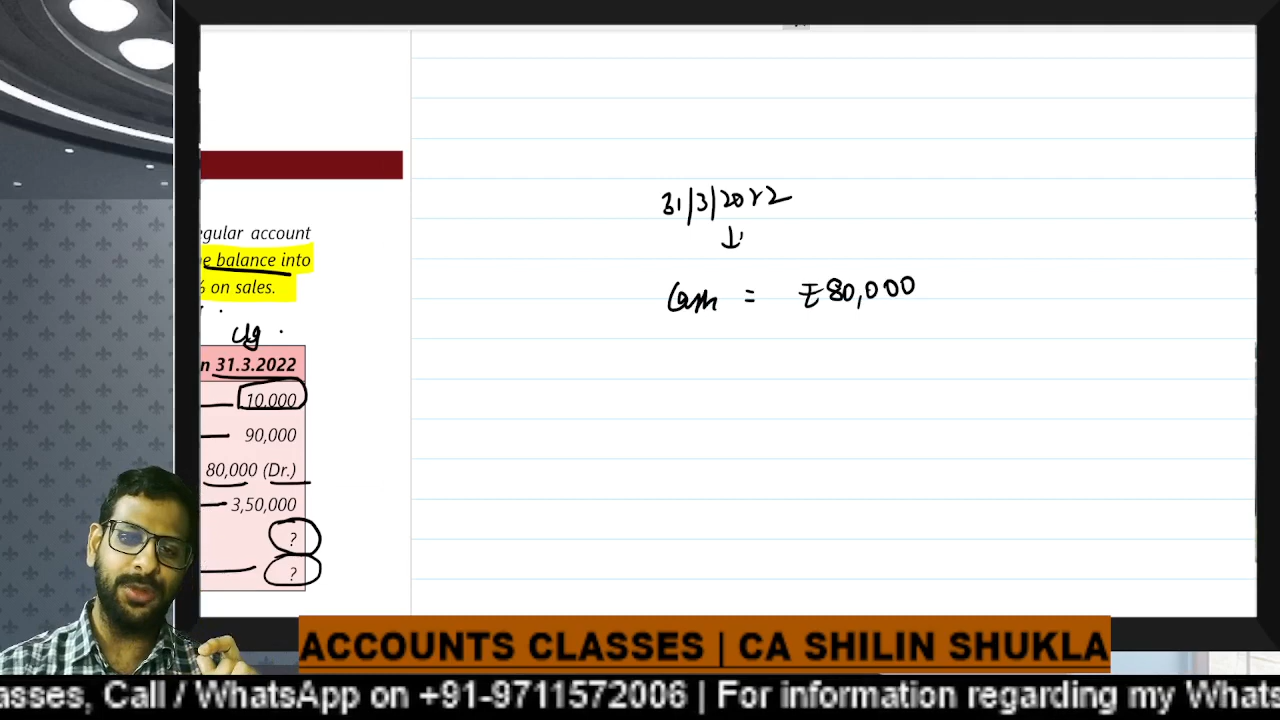 egular account
e balance into
% on sales.
clg
n 31.3.2022
10,000
90,000
80,000 (Dr.)
3,50,000
?
?
31/3/2022
↓
Cash = ₹80,000
ACCOUNTS CLASSES | CA SHILIN SHUKLA
asses, Call / WhatsApp on +91-9711572006 | For information regarding my Whats